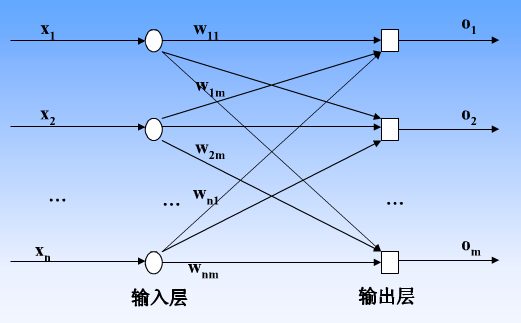 x1 w11 o1
w1m
x2 o2
w2m
… … wn1 …
xn om
wnm
输入层 输出层